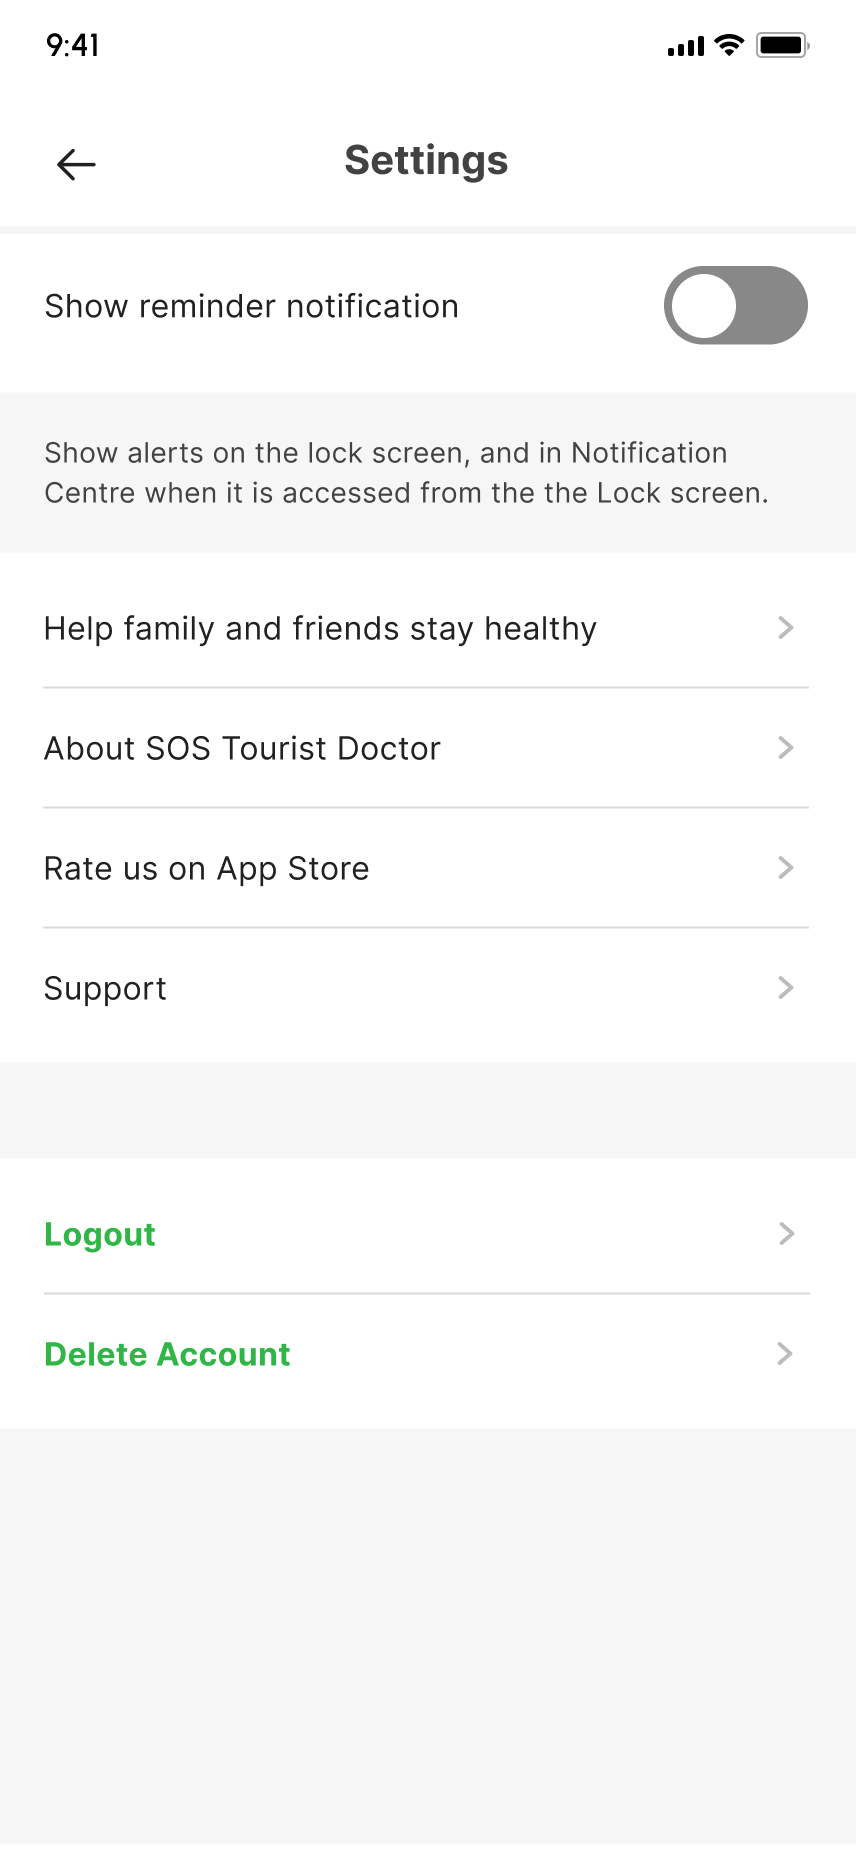 9:41
Settings
Show reminder notification
Show alerts on the lock screen, and in Notification
Centre when it is accessed from the the Lock screen.
Help family and friends stay healthy
About SOS Tourist Doctor
Rate us on App Store
Support
Logout
Delete Account